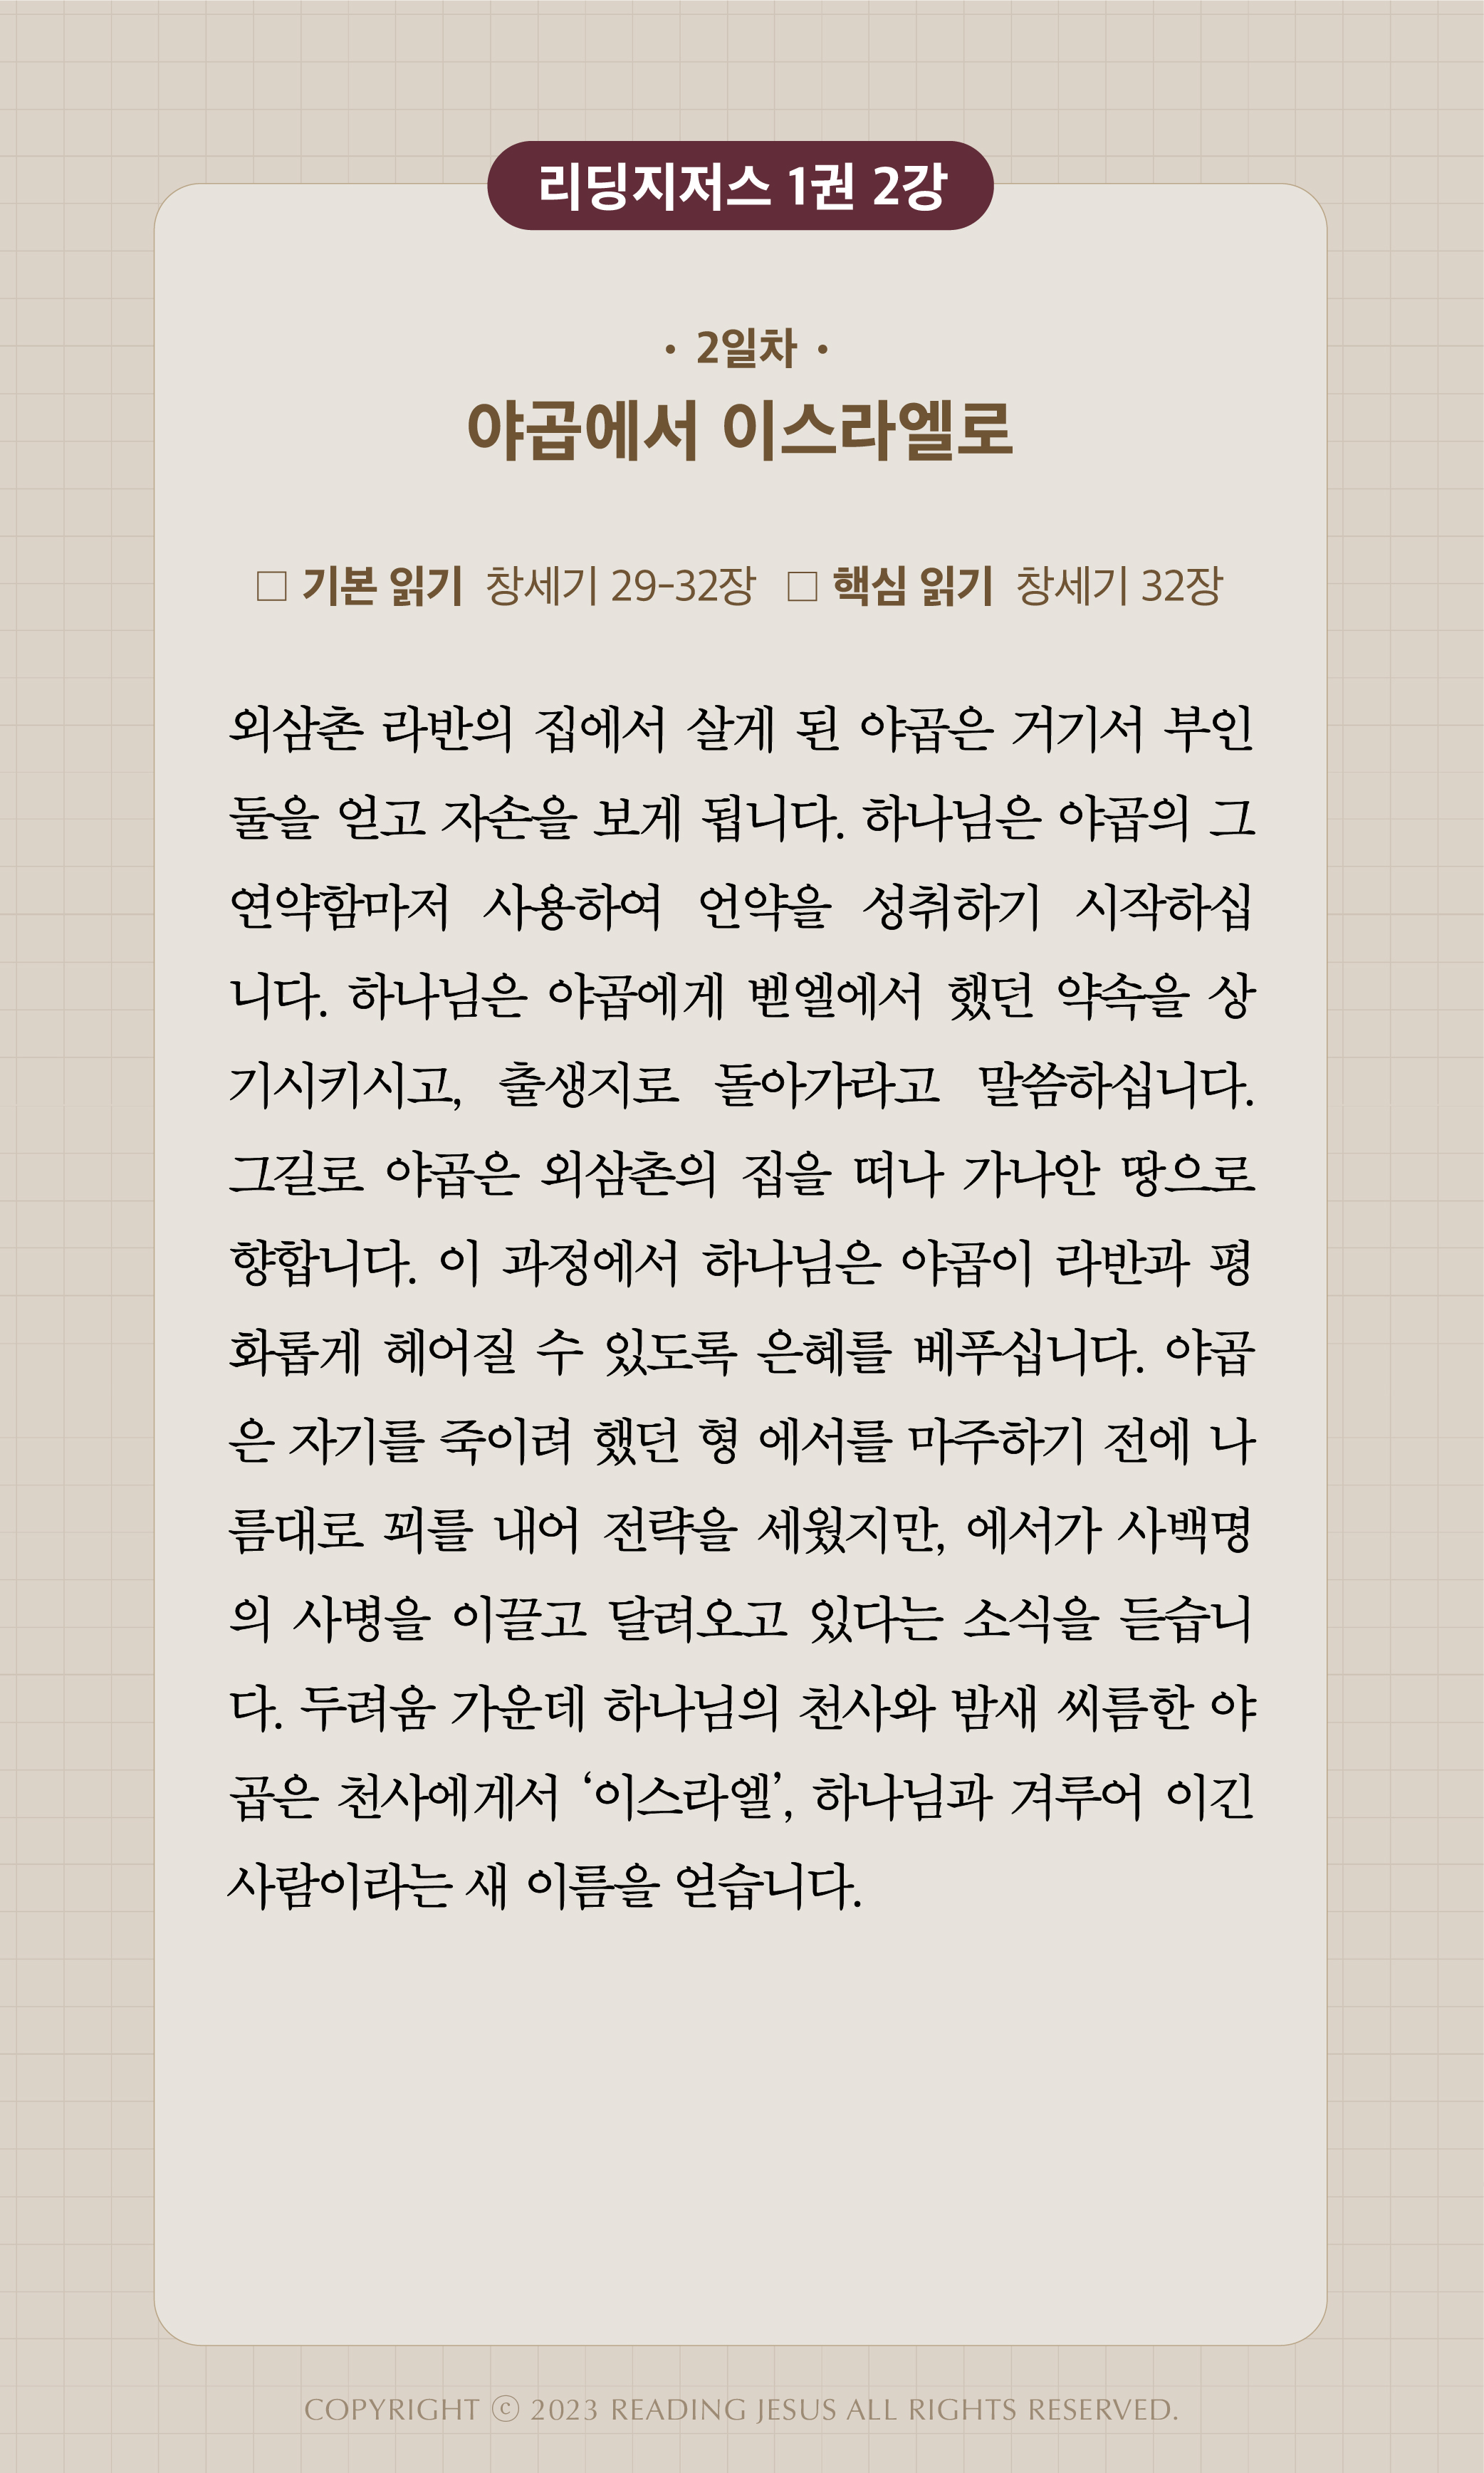 리딩지저스 1권 2강
· 2일차 ·
야곱에서 이스라엘로
□ 기본 읽기 창세기 29-32장 □ 핵심 읽기 창세기 32장
외삼촌 라반의 집에서 살게 된 야곱은 거기서 부인
둘을 얻고 자손을 보게 됩니다. 하나님은 야곱의 그
연약함마저 사용하여 언약을 성취하기 시작하십
니다. 하나님은 야곱에게 벧엘에서 했던 약속을 상
기시키시고, 출생지로 돌아가라고 말씀하십니다.
그길로 야곱은 외삼촌의 집을 떠나 가나안 땅으로
향합니다. 이 과정에서 하나님은 야곱이 라반과 평
화롭게 헤어질 수 있도록 은혜를 베푸십니다. 야곱
은 자기를 죽이려 했던 형 에서를 마주하기 전에 나
름대로 꾀를 내어 전략을 세웠지만, 에서가 사백명
의 사병을 이끌고 달려오고 있다는 소식을 듣습니
다. 두려움 가운데 하나님의 천사와 밤새 씨름한 야
곱은 천사에게서 ‘이스라엘’, 하나님과 겨루어 이긴
사람이라는 새 이름을 얻습니다.
COPYRIGHT ⓒ 2023 READING JESUS ALL RIGHTS RESERVED.